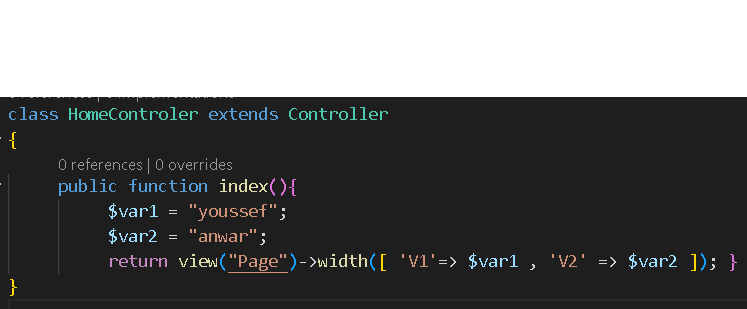 class HomeControler extends Controller
{
0 references | 0 overrides
public function index(){
$var1 = "youssef";
$var2 = "anwar";
return view("Page")->width([ 'V1'=> $var1 , 'V2' => $var2 ]); }
}